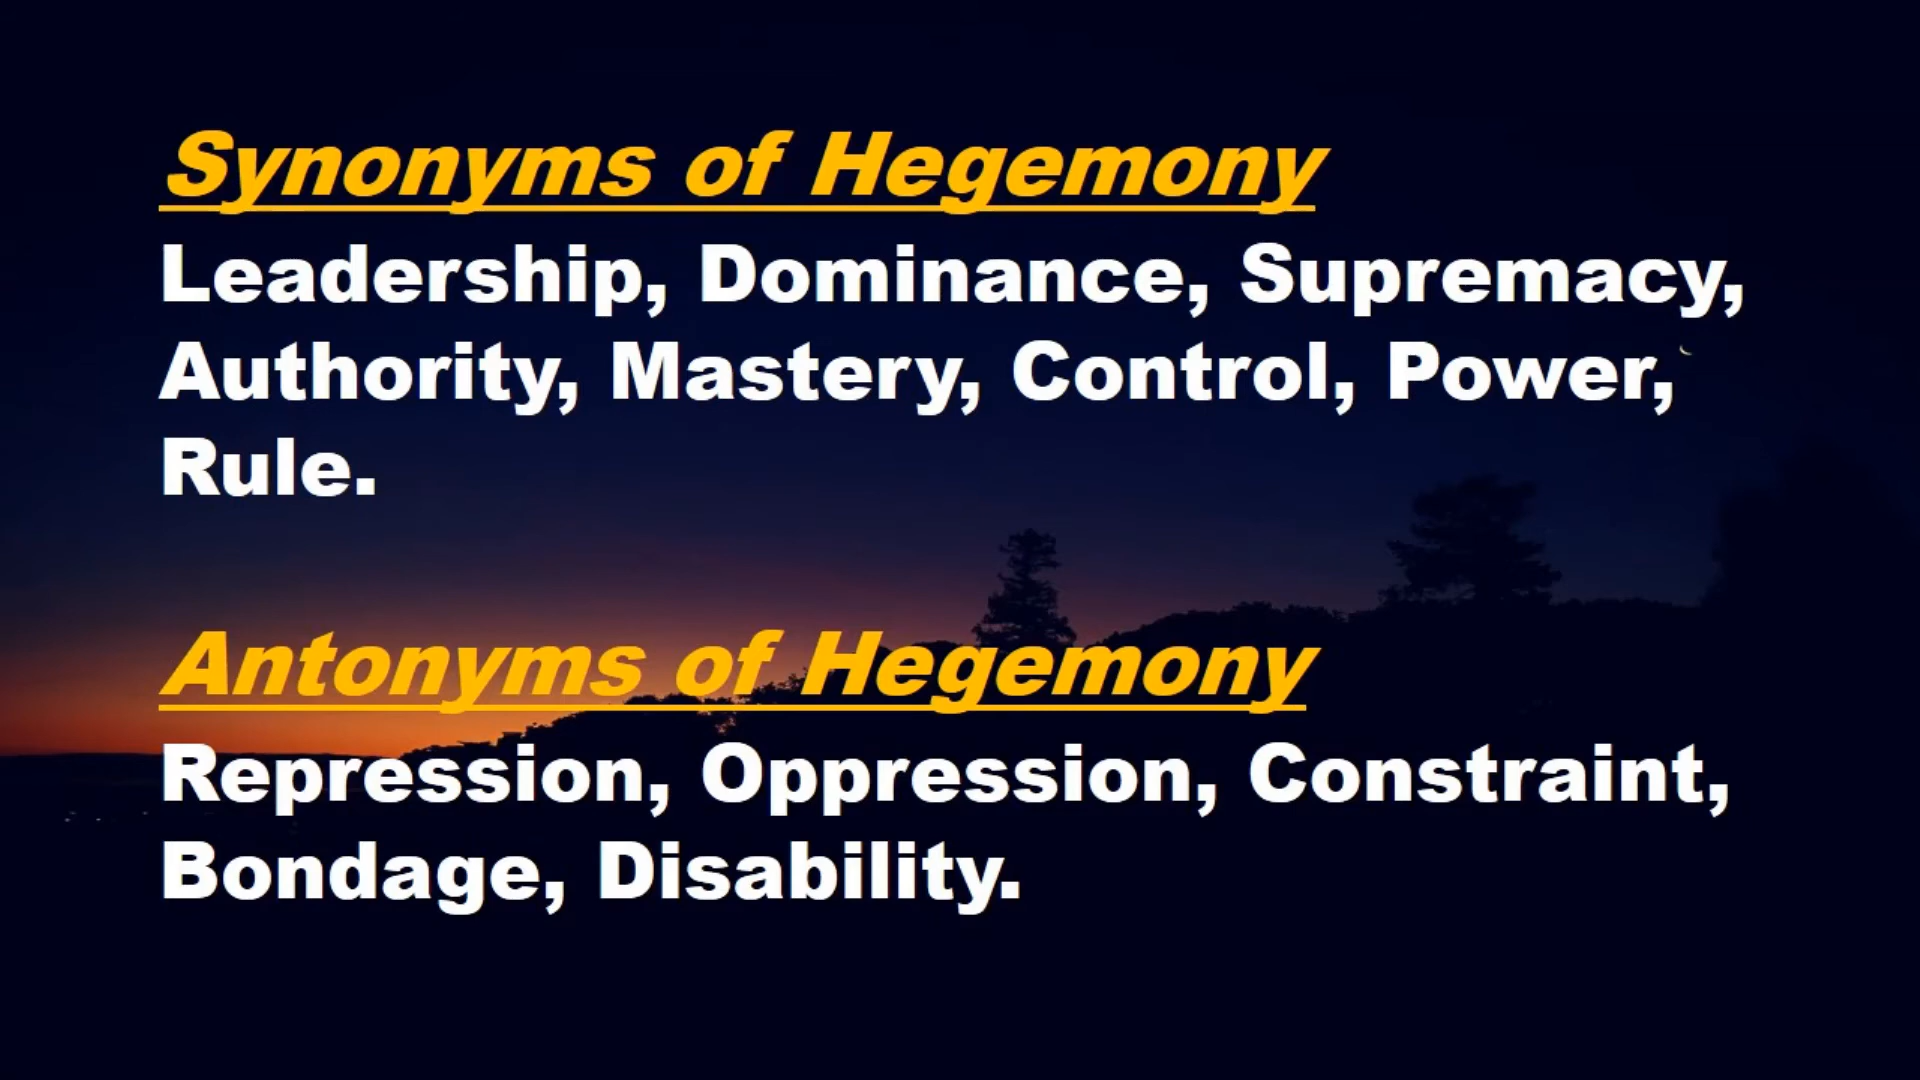 Synonyms of Hegemony
Leadership, Dominance, Supremacy,
Authority, Mastery, Control, Power,
Rule.
Antonyms of Hegemony
Repression, Oppression, Constraint,
Bondage, Disability.